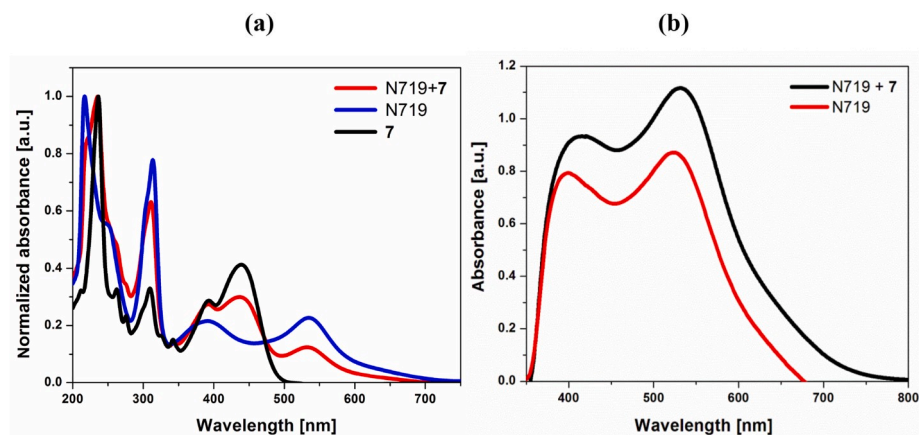 (a) (b)
N719+7
N719
7
Normalized absorbance [a.u.]
1.0
0.8
0.6
0.4
0.2
0.0
200 300 400 500 600 700
Wavelength [nm]
N719 + 7
N719
Absorbance [a.u.]
1.2
1.0
0.8
0.6
0.4
0.2
0.0
400 500 600 700 800
Wavelength [nm]